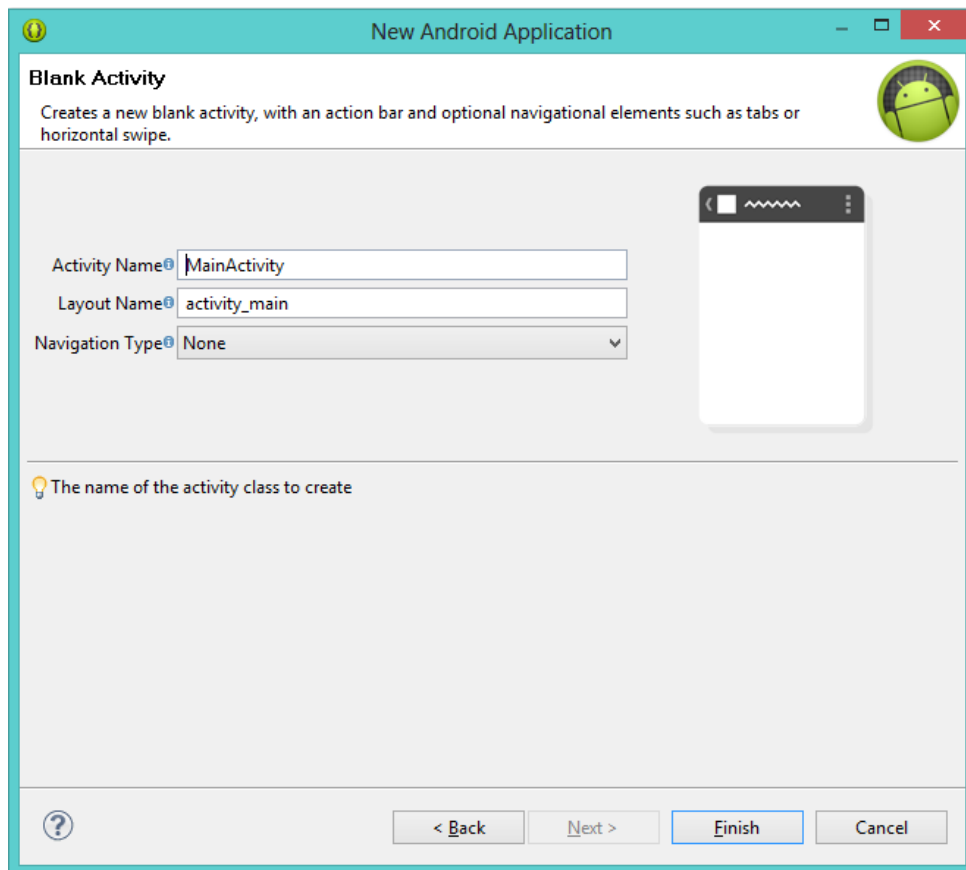 New Android Application
Blank Activity
Creates a new blank activity, with an action bar and optional navigational elements such as tabs or
horizontal swipe.
Activity Name MainActivity
Layout Name activity_main
Navigation Type None
The name of the activity class to create
? < Back Next > Finish Cancel